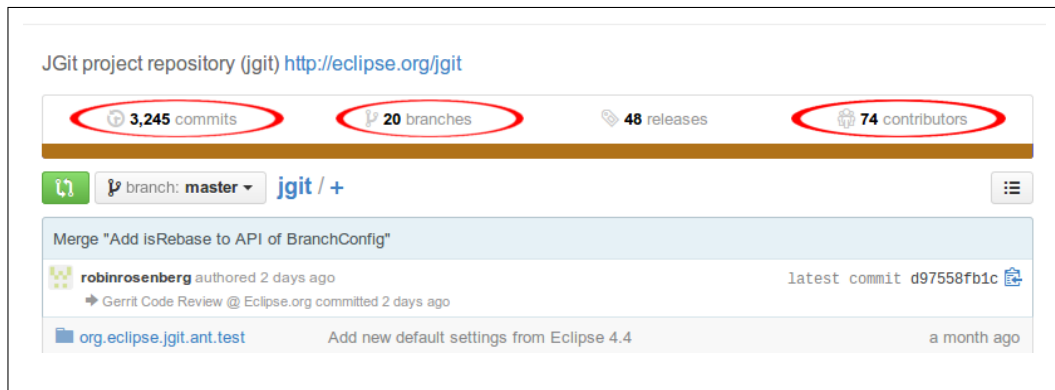 JGit project repository (jgit) http://eclipse.org/jgit
3,245 commits 20 branches 48 releases 74 contributors
branch: master jgit / +
Merge "Add isRebase to API of BranchConfig"
robinrosenberg authored 2 days ago latest commit d97558fb1c
Gerrit Code Review @ Eclipse.org committed 2 days ago
org.eclipse.jgit.ant.test Add new default settings from Eclipse 4.4 a month ago